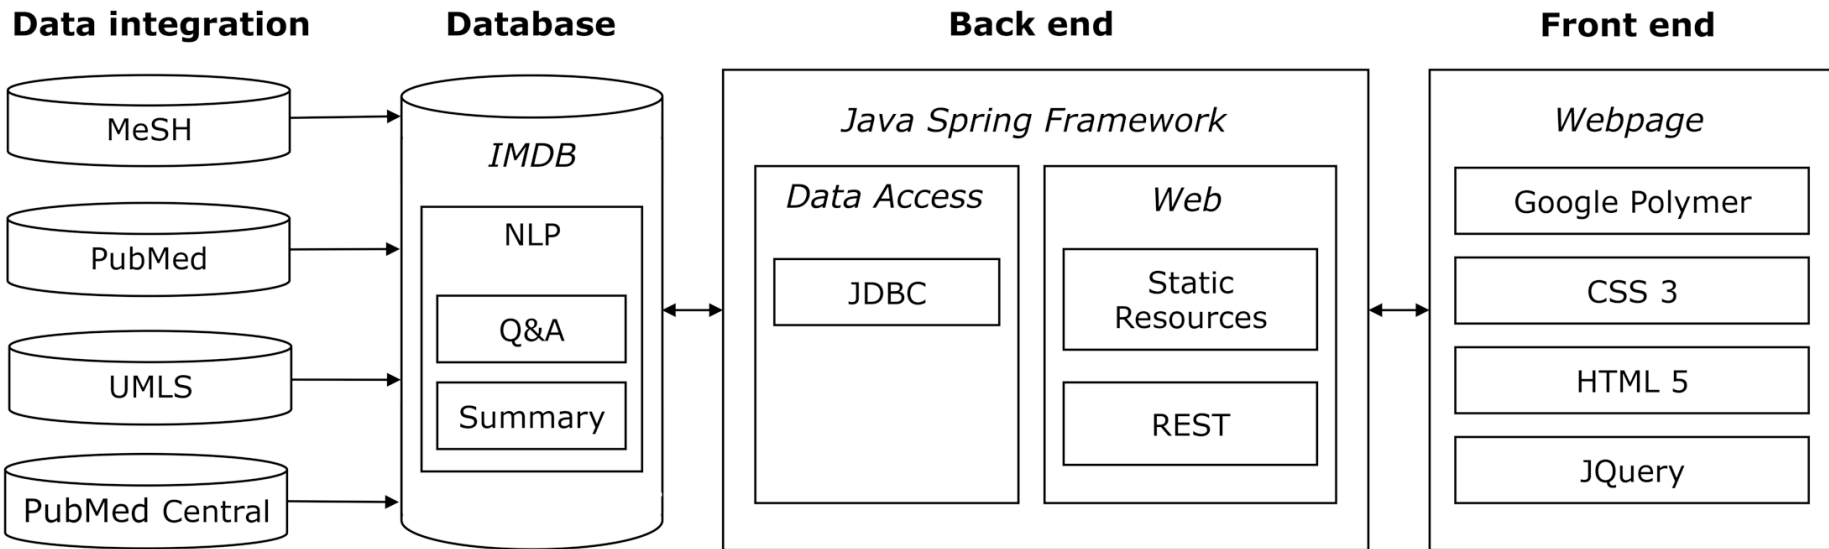 Data integration
Database
Back end
Front end
MeSH
PubMed
UMLS
PubMed Central
IMDB
NLP
Q&A
Summary
Java Spring Framework
Data Access
JDBC
Web
Static
Resources
REST
Webpage
Google Polymer
CSS 3
HTML 5
JQuery